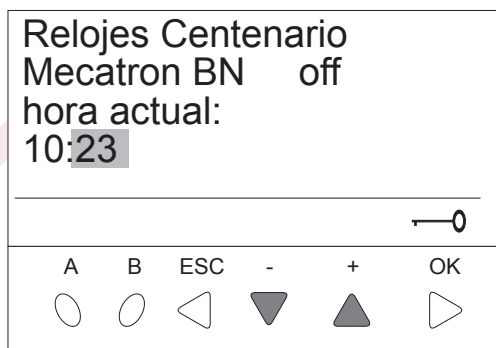 Relojes Centenario
Mecatron BN off
hora actual:
10:23
A B ESC - + OK